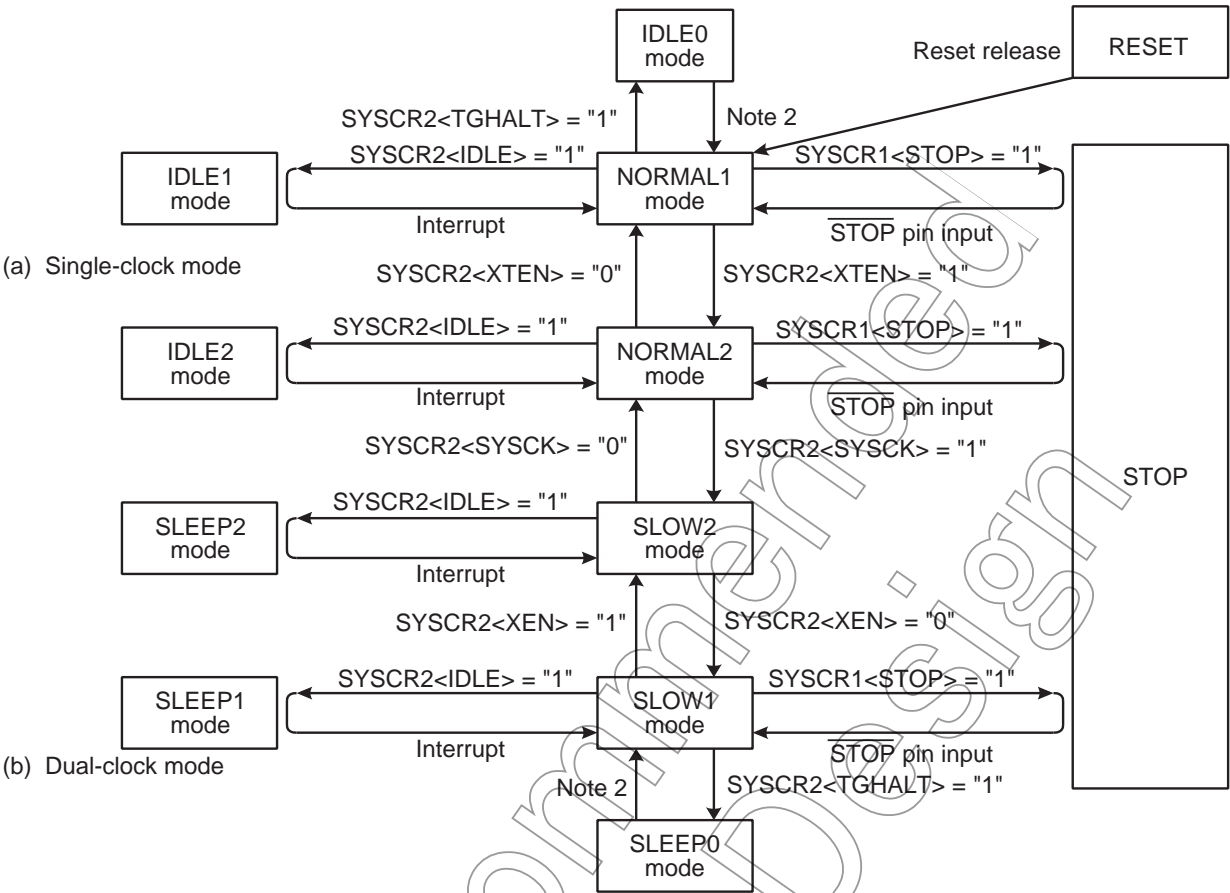 IDLE0
mode
Reset release
RESET
SYSCR2<TGHALT> = "1"
Note 2
SYSCR2<IDLE> = "1"
SYSCR1<STOP> = "1"
IDLE1
mode
NORMAL1
mode
Interrupt
STOP pin input
(a) Single-clock mode
SYSCR2<XTEN> = "0"
SYSCR2<XTEN> = "1"
SYSCR2<IDLE> = "1"
SYSCR1<STOP> = "1"
IDLE2
mode
NORMAL2
mode
Interrupt
STOP pin input
SYSCR2<SYSCK> = "0"
SYSCR2<SYSCK> = "1"
STOP
SYSCR2<IDLE> = "1"
SLEEP2
mode
SLOW2
mode
Interrupt
SYSCR2<XEN> = "1"
SYSCR2<XEN> = "0"
SYSCR2<IDLE> = "1"
SYSCR1<STOP> = "1"
SLEEP1
mode
SLOW1
mode
Interrupt
STOP pin input
(b) Dual-clock mode
Note 2
SYSCR2<TGHALT> = "1"
SLEEP0
mode
ommended
Design